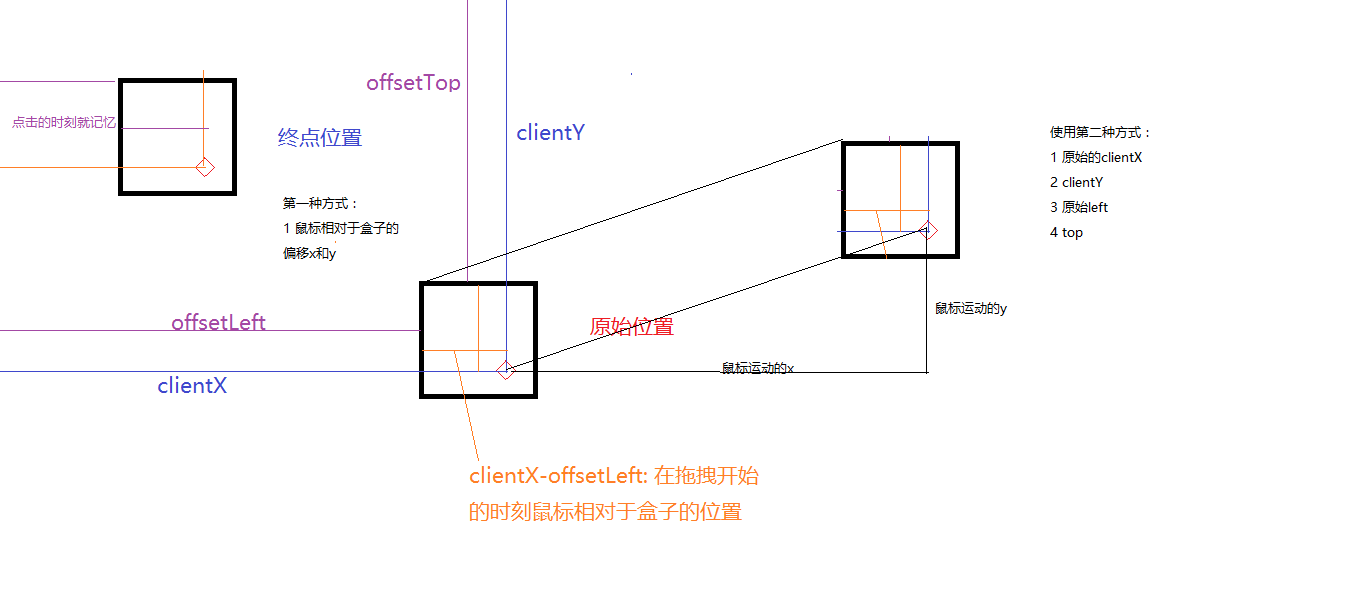 offsetTop
点击的时刻就记忆
终点位置
clientY
使用第二种方式：
1 原始的clientX
2 clientY
3 原始left
4 top
第一种方式：
1 鼠标相对于盒子的
偏移x和y
鼠标运动的y
offsetLeft
原始位置
鼠标运动的x
clientX
clientX-offsetLeft: 在拖拽开始
的时刻鼠标相对于盒子的位置